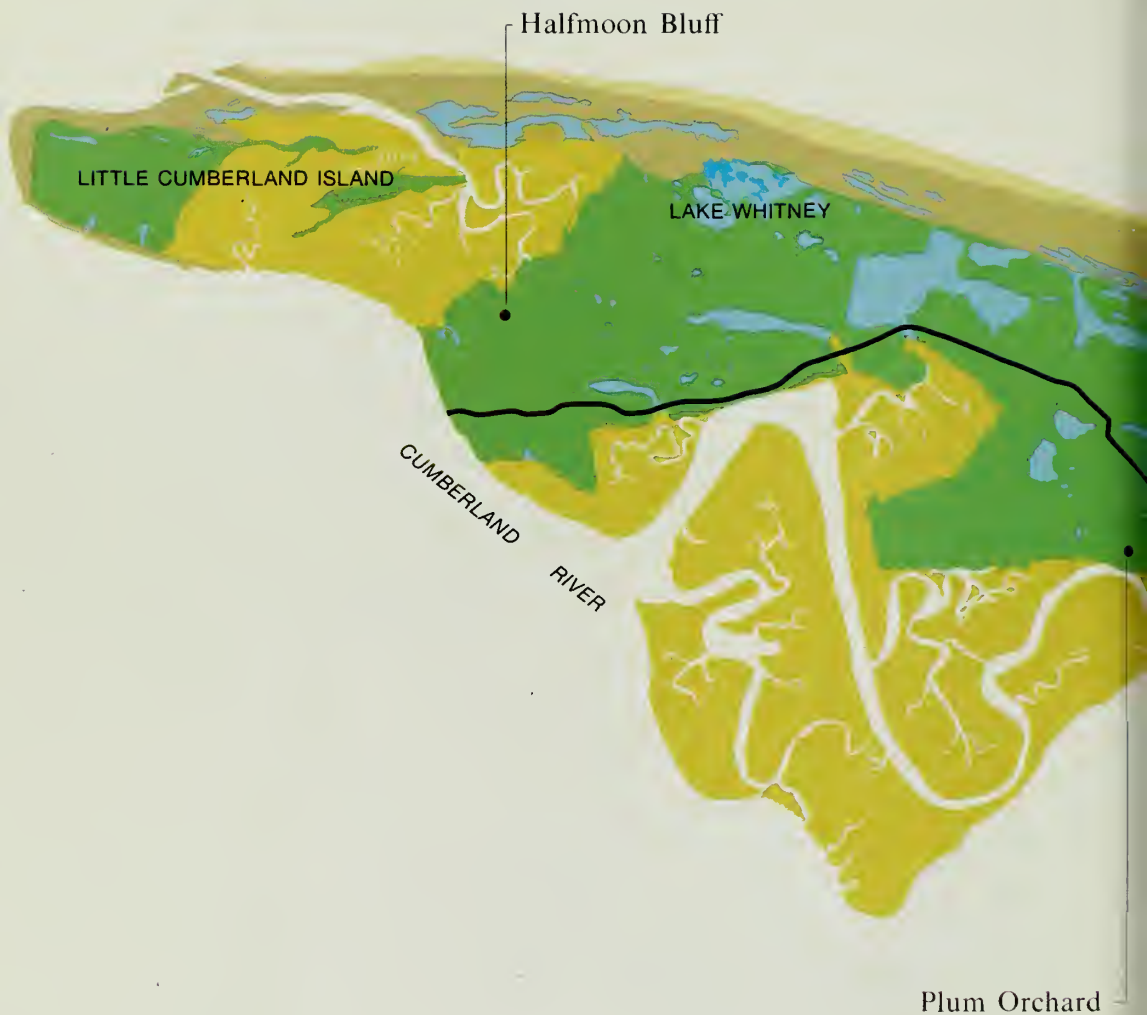 Halfmoon Bluff
LITTLE CUMBERLAND ISLAND
LAKE WHITNEY
CUMBERLAND
RIVER
Plum Orchard